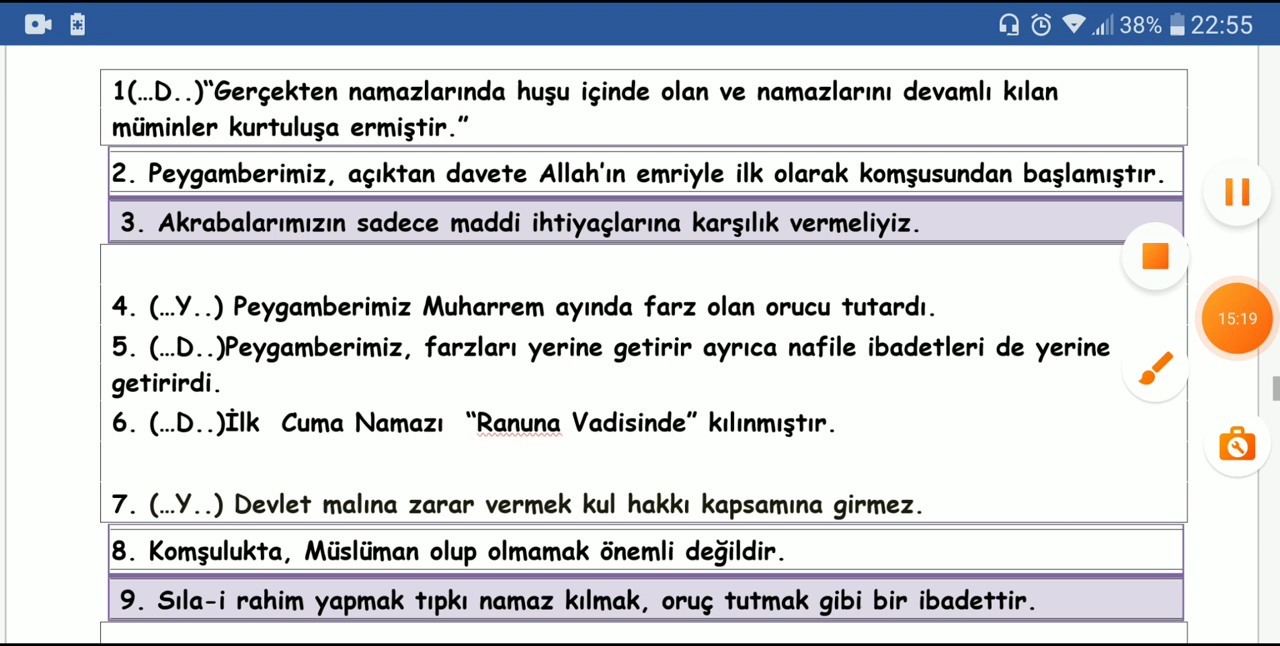 38% 22:55
1(...D..)"Gerçekten namazlarında huşu içinde olan ve namazlarını devamlı kılan
müminler kurtuluşa ermiştir."
2. Peygamberimiz, açıktan davete Allah'ın emriyle ilk olarak komşusundan başlamıştır.
3. Akrabalarımızın sadece maddi ihtiyaçlarına karşılık vermeliyiz.
15:19
4. (...Y..) Peygamberimiz Muharrem ayında farz olan orucu tutardı.
5. (...D..)Peygamberimiz, farzları yerine getirir ayrıca nafile ibadetleri de yerine
getirirdi.
6. (...D..)İlk Cuma Namazı "Ranuna Vadisinde" kılınmıştır.
7. (...Y..) Devlet malına zarar vermek kul hakkı kapsamına girmez.
8. Komşulukta, Müslüman olup olmamak önemli değildir.
9. Sıla-i rahim yapmak tıpkı namaz kılmak, oruç tutmak gibi bir ibadettir.